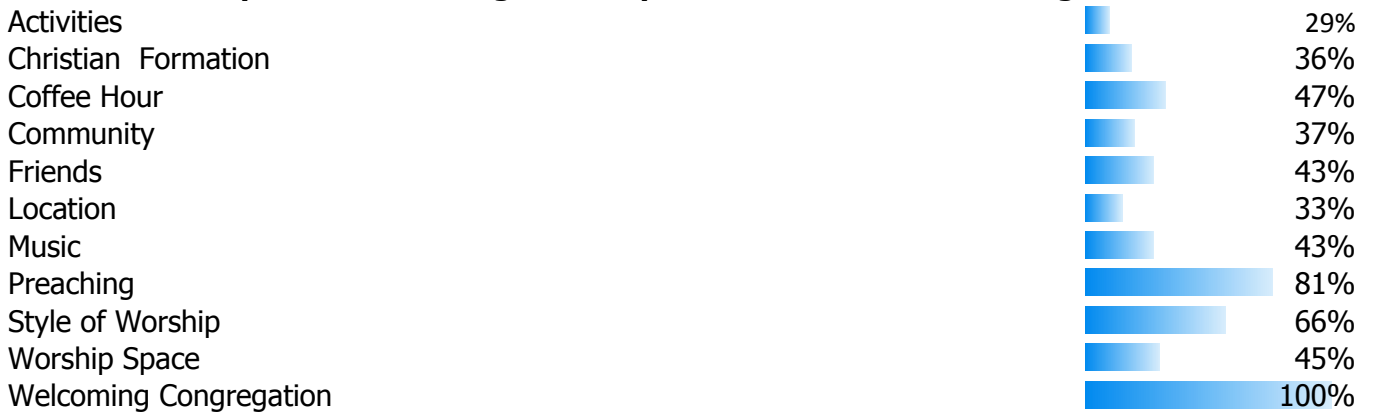 Activities 29%
Christian Formation 36%
Coffee Hour 47%
Community 37%
Friends 43%
Location 33%
Music 43%
Preaching 81%
Style of Worship 66%
Worship Space 45%
Welcoming Congregation 100%